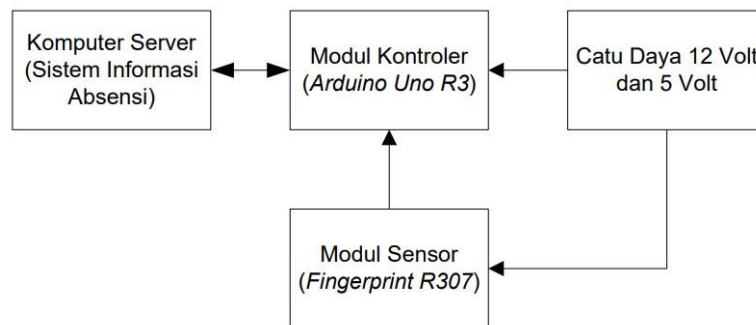 Komputer Server
(Sistem Informasi
Absensi)
Modul Kontroler
(Arduino Uno R3)
Catu Daya 12 Volt
dan 5 Volt
Modul Sensor
(Fingerprint R307)